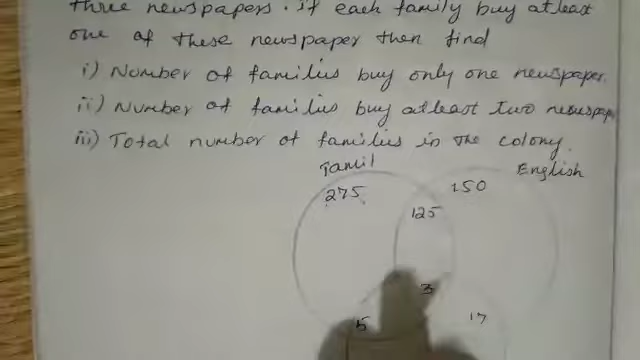 three newspapers. if each family buy atleast
one of these newspaper then find
i) Number of families buy only one newspaper.
ii) Number of families buy atleast two newspap
iii) Total number of families in the colony.
Tamil
English
275
150
125
3
5
17